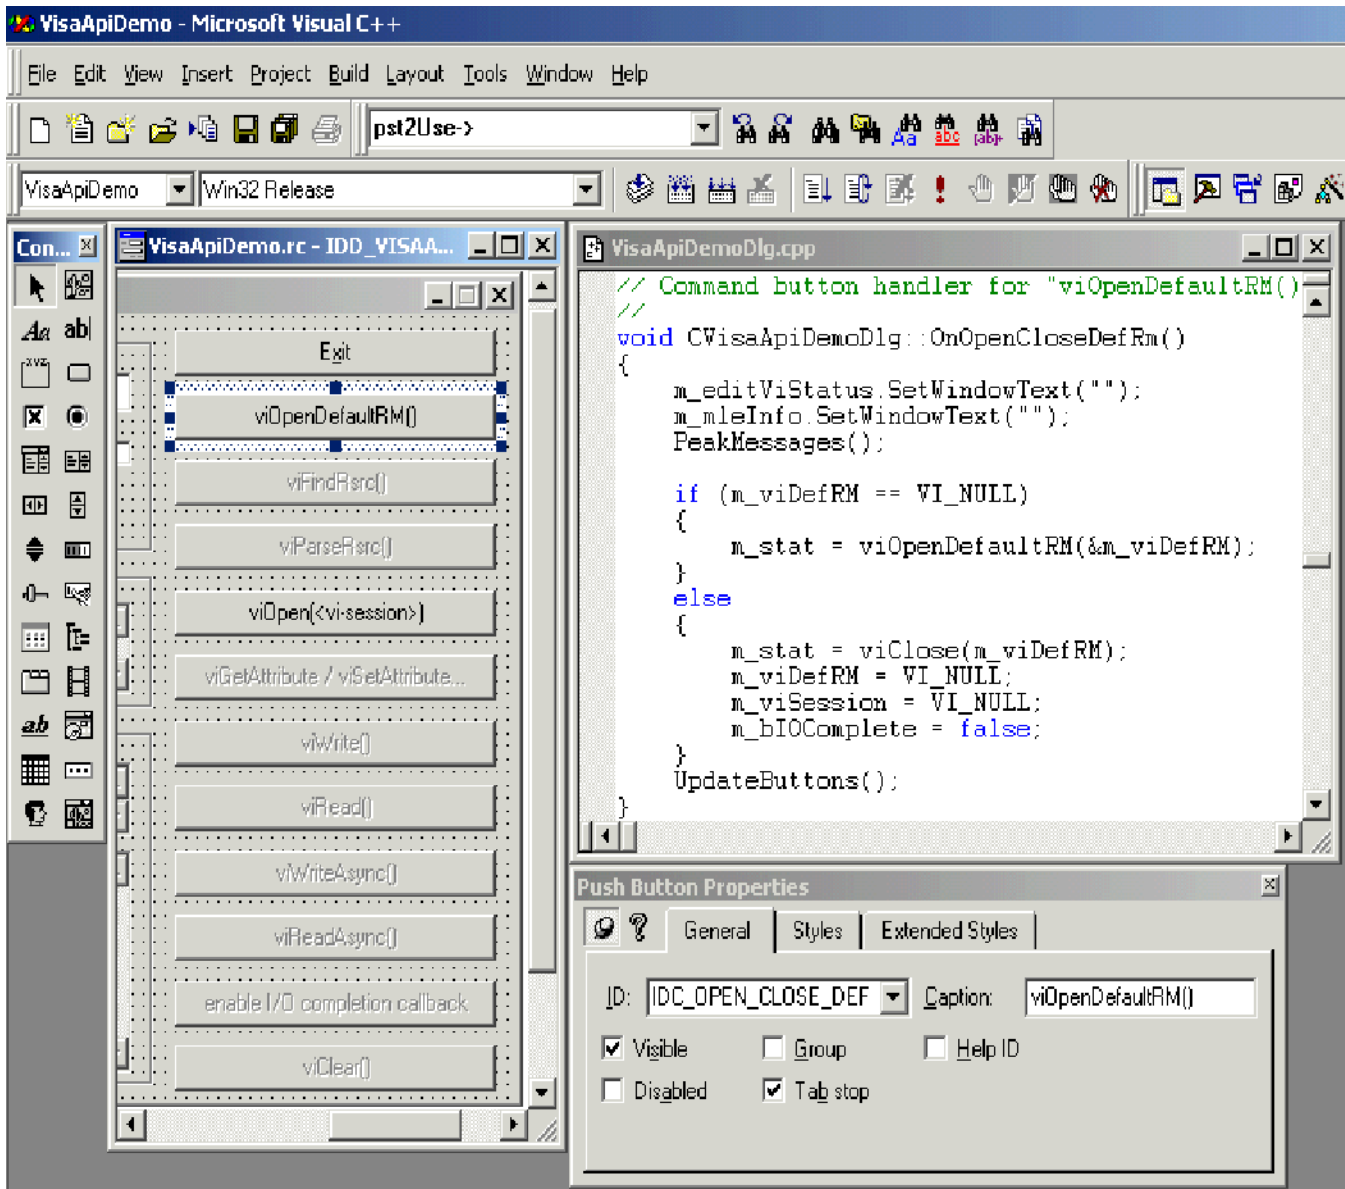 VisaApiDemo - Microsoft Visual C++
File Edit View Insert Project Build Layout Tools Window Help
pst2Use->
VisaApiDemo Win32 Release
Con...
VisaApiDemo.rc - IDD_VISAA...
Exit
viOpenDefaultRM()
viFindRsrc()
viParseRsrc()
viOpen(<vi-session>)
viGetAttribute / viSetAttribute...
viWrite()
viRead()
viWriteAsync()
viReadAsync()
enable I/O completion callback
viClear()
VisaApiDemoDlg.cpp
// Command button handler for "viOpenDefaultRM()
//
void CVisaApiDemoDlg::OnOpenCloseDefRm()
{
m_editViStatus.SetWindowText("");
m_mleInfo.SetWindowText("");
PeakMessages();
if (m_viDefRM == VI_NULL)
{
m_stat = viOpenDefaultRM(&m_viDefRM);
}
else
{
m_stat = viClose(m_viDefRM);
m_viDefRM = VI_NULL;
m_viSession = VI_NULL;
m_bIOComplete = false;
}
UpdateButtons();
}
Push Button Properties
General Styles Extended Styles
ID: IDC_OPEN_CLOSE_DEF Caption: viOpenDefaultRM()
Visible Group Help ID
Disabled Tab stop